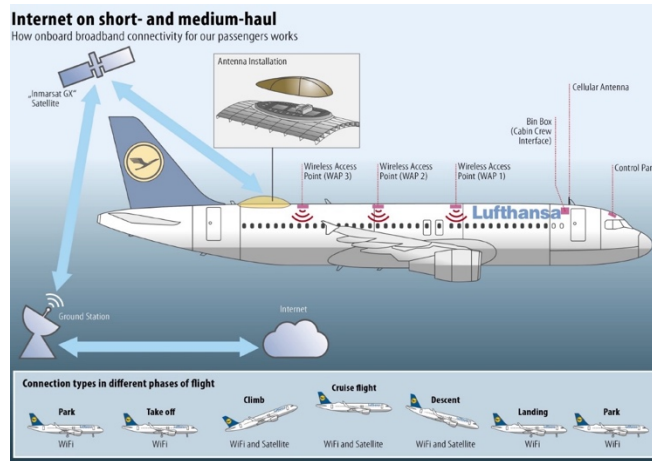 Internet on short- and medium-haul
How onboard broadband connectivity for our passengers works
„Inmarsat GX"
Satellite
Antenna Installation
Cellular Antenna
Bin Box
(Cabin Crew
Interface)
Wireless Access
Point (WAP 3)
Wireless Access
Point (WAP 2)
Wireless Access
Point (WAP 1)
Control Pan
Lufthansa
Ground Station
Internet
Connection types in different phases of flight
Park
WiFi
Take off
WiFi
Climb
WiFi and Satellite
Cruise flight
WiFi and Satellite
Descent
WiFi and Satellite
Landing
WiFi
Park
WiFi